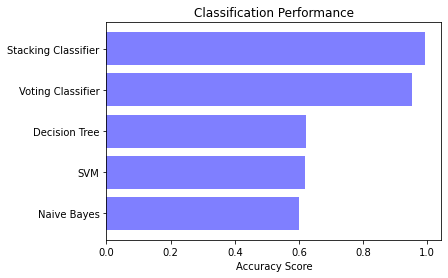 Classification Performance
Stacking Classifier
Voting Classifier
Decision Tree
SVM
Naive Bayes
0.0 0.2 0.4 0.6 0.8 1.0
Accuracy Score